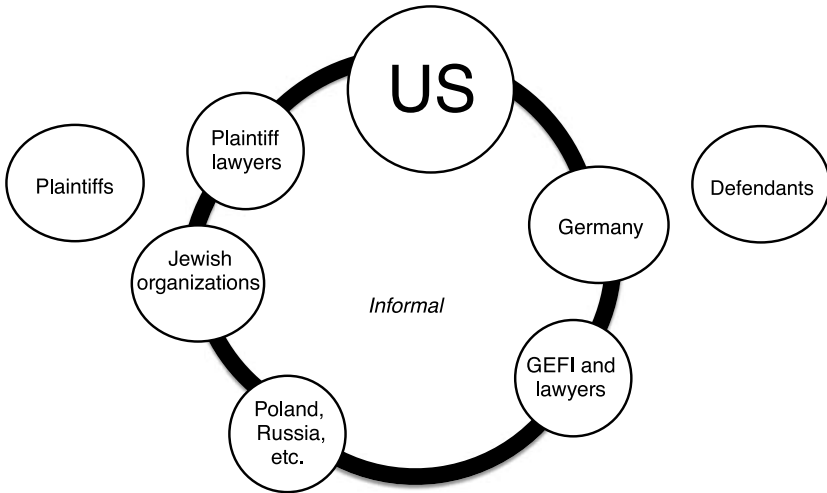 US
Plaintiff
lawyers
Plaintiffs
Defendants
Germany
Jewish
organizations
Informal
GEFI and
lawyers
Poland,
Russia,
etc.